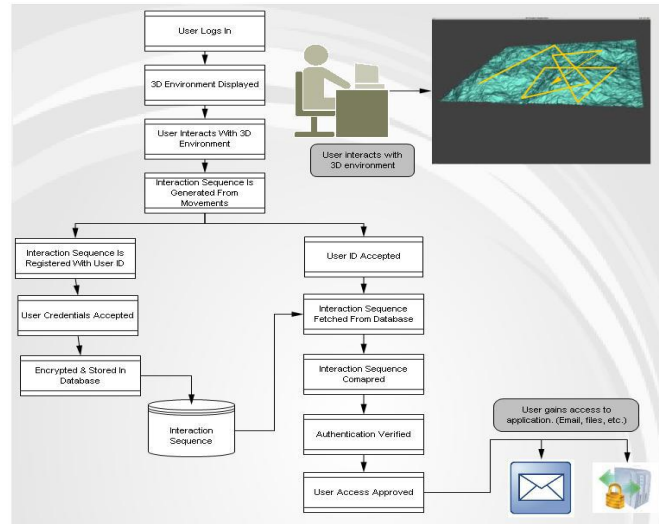 User Logs In
3D Environment Displayed
User Interacts With 3D
Environment
Interaction Sequence Is
Generated From
Movements
User interacts with
3D environment
Interaction Sequence Is
Registered With User ID
User Credentials Accepted
Encrypted & Stored In
Database
Interaction
Sequence
User ID Accepted
Interaction Sequence
Fetched From Database
Interaction Sequence
Comapred
Authentication Verified
User Access Approved
User gains access to
application. (Email, files, etc.)